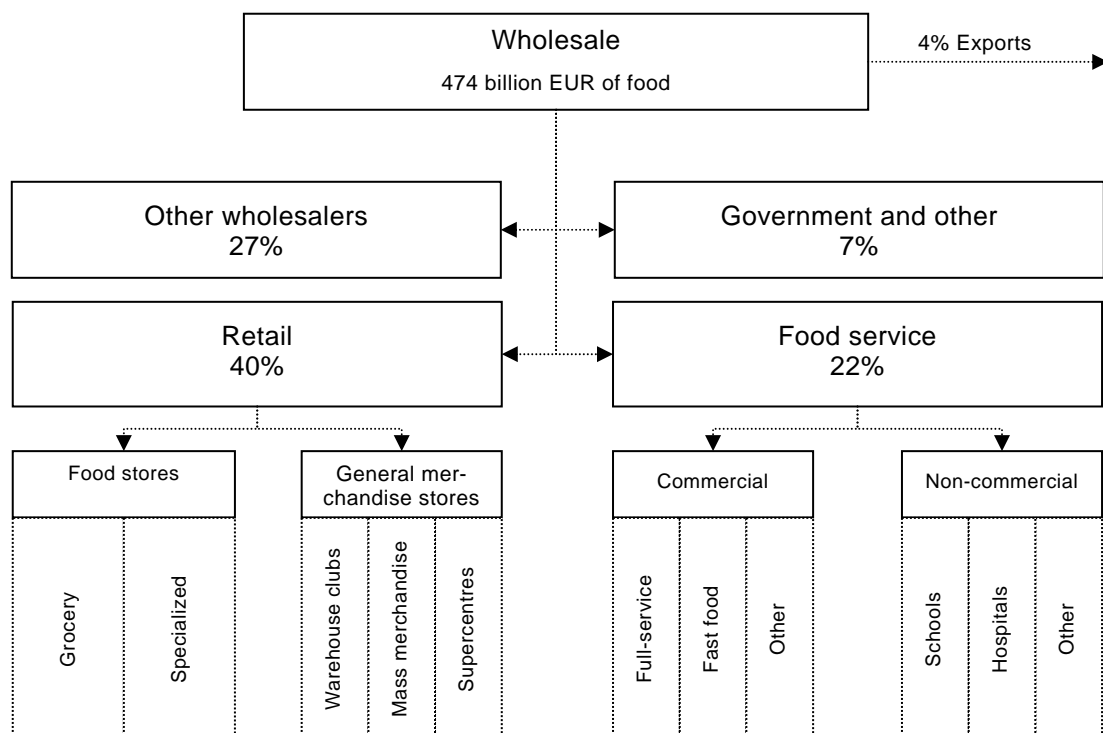 Wholesale
474 billion EUR of food
4% Exports
Other wholesalers
27%
Government and other
7%
Retail
40%
Food service
22%
Food stores
General mer-
chandise stores
Commercial
Non-commercial
Grocery
Specialized
Warehouse clubs
Mass merchandise
Supercentres
Full-service
Fast food
Other
Schools
Hospitals
Other